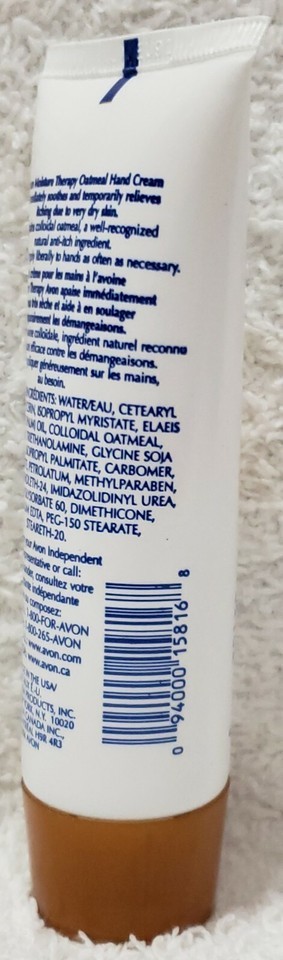 Moisture Therapy Oatmeal Hand Cream
soothes and temporarily relieves
itching due to very dry skin.
colloidal oatmeal, a well-recognized
natural anti-itch ingredient.
liberally to hands as often as necessary.
pour les mains à l'avoine
Therapy Avon apaise immédiatement
très sèche et aide à en soulager
les démangeaisons.
colloïdale, ingrédient naturel reconnu
efficace contre les démangeaisons.
généreusement sur les mains,
au besoin.
WATER/EAU, CETEARYL
ISOPROPYL MYRISTATE, ELAEIS
OIL, COLLOIDAL OATMEAL,
GLYCINE SOJA
PALMITATE, CARBOMER,
PETROLATUM, METHYLPARABEN,
IMIDAZOLIDINYL UREA,
60, DIMETHICONE,
EDTA, PEG-150 STEARATE,
STEARETH-20.
Avon Independent
or call:
consultez votre
indépendante
composez:
1-800-FOR-AVON
1-800-265-AVON
www.avon.com
www.avon.ca
IN THE USA/
É.-U.
PRODUCTS, INC.
N.Y. 10020
CANADA INC.,
H9R 4R3
AVON
0 94000 15816 8